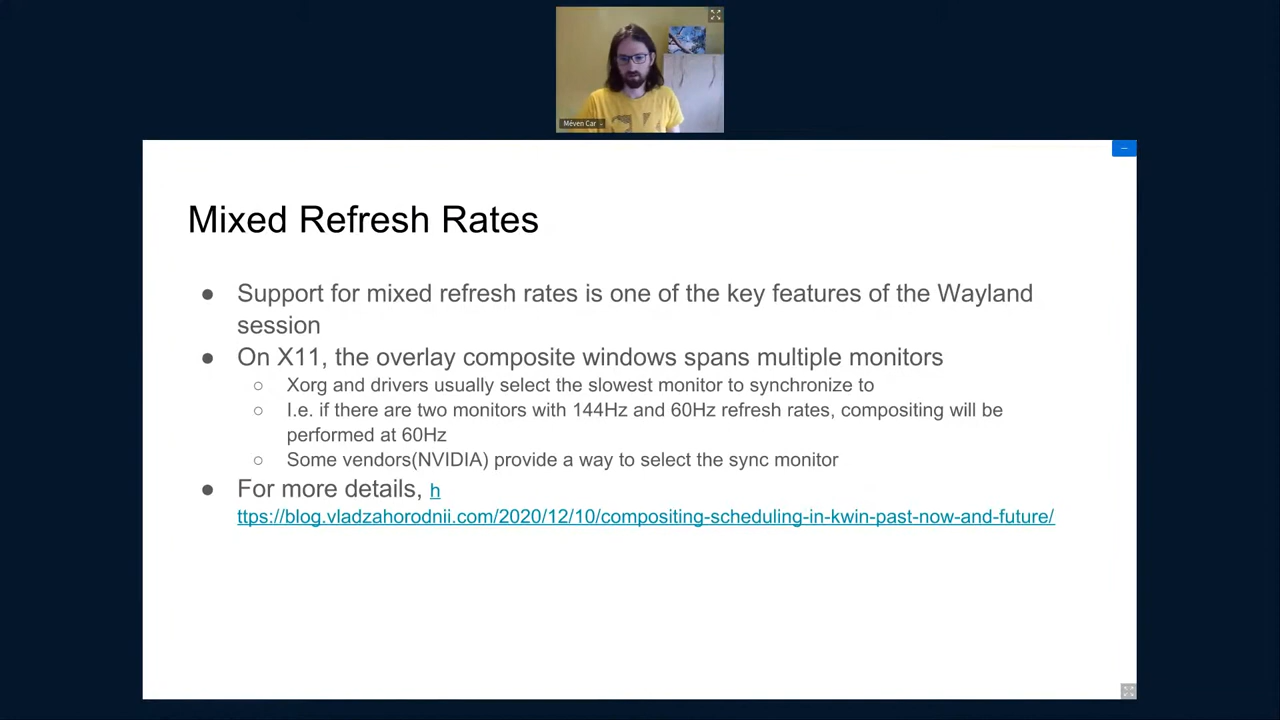 Méven Car
Mixed Refresh Rates
● Support for mixed refresh rates is one of the key features of the Wayland
session
● On X11, the overlay composite windows spans multiple monitors
○ Xorg and drivers usually select the slowest monitor to synchronize to
○ I.e. if there are two monitors with 144Hz and 60Hz refresh rates, compositing will be
performed at 60Hz
○ Some vendors(NVIDIA) provide a way to select the sync monitor
● For more details, h
ttps://blog.vladzahorodnii.com/2020/12/10/compositing-scheduling-in-kwin-past-now-and-future/